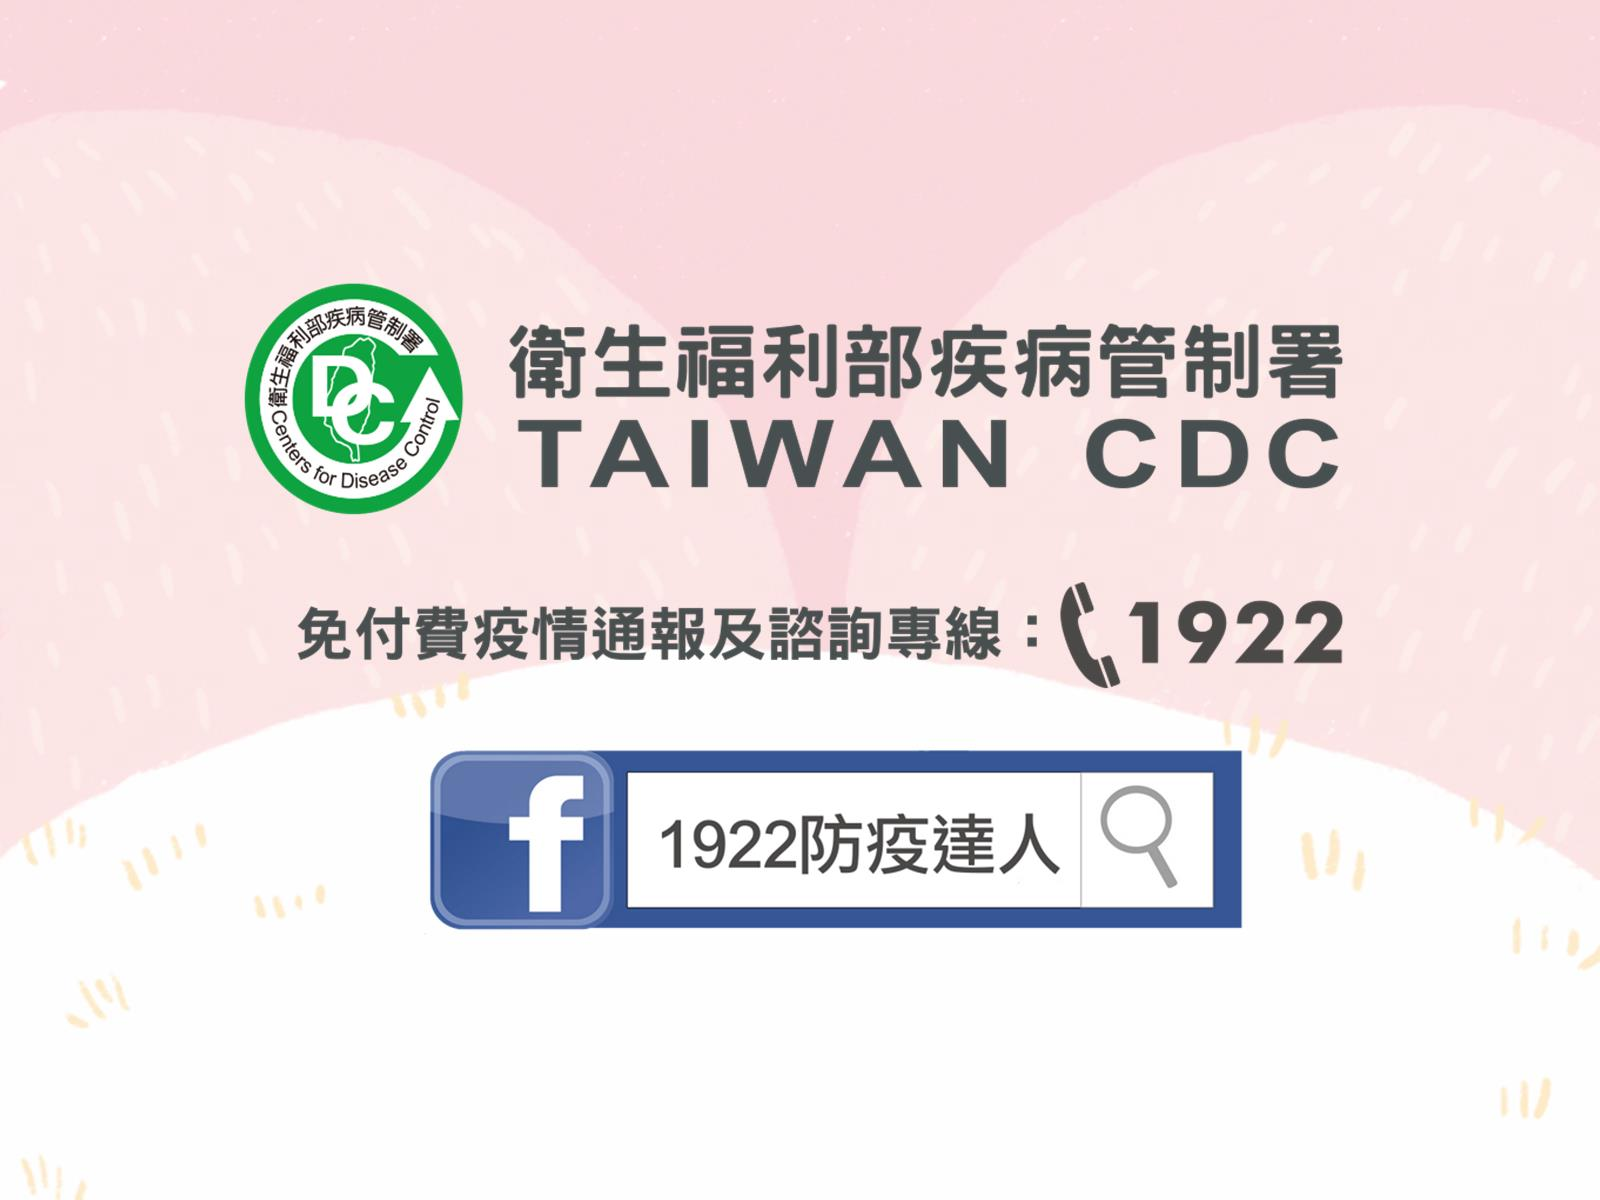 衛生福利部疾病管制署
Centers for Disease Control
DC
衛生福利部疾病管制署
TAIWAN CDC
免付費疫情通報及諮詢專線：1922
f
1922防疫達人